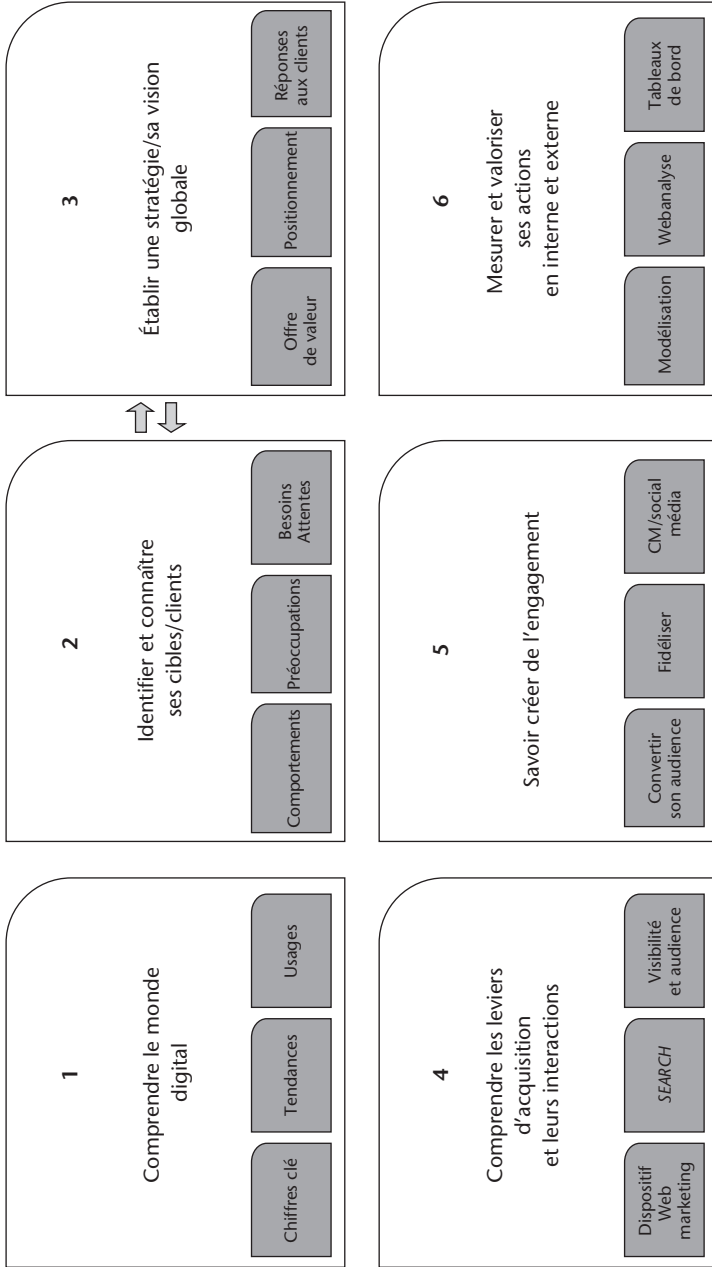 1
Comprendre le monde
digital
Chiffres clé
Tendances
Usages
2
Identifier et connaître
ses cibles/clients
Comportements
Préoccupations
Besoins
Attentes
3
Établir une stratégie/sa vision
globale
Offre
de valeur
Positionnement
Réponses
aux clients
4
Comprendre les leviers
d’acquisition
et leurs interactions
Dispositif
Web
marketing
SEARCH
Visibilité
et audience
5
Savoir créer de l’engagement
Convertir
son audience
Fidéliser
CM/social
média
6
Mesurer et valoriser
ses actions
en interne et externe
Modélisation
Webanalyse
Tableaux
de bord